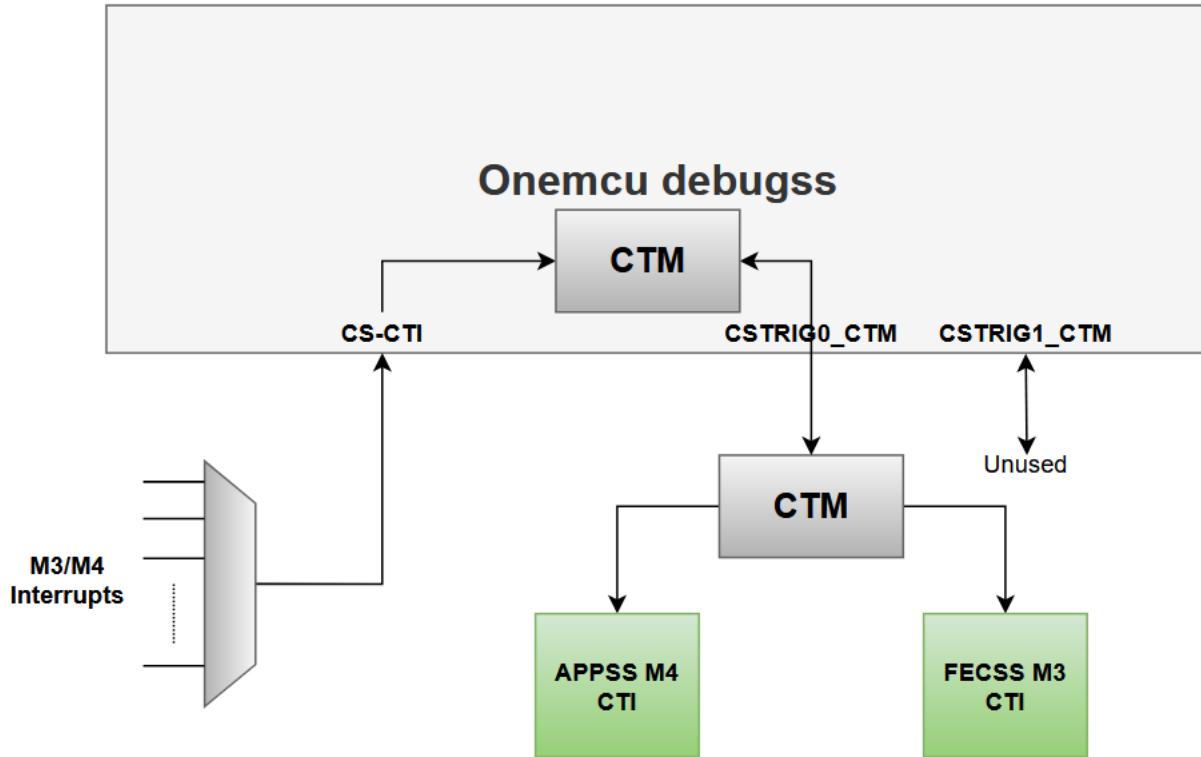 Onemcu debugss
CTM
CS-CTI
CSTRIG0_CTM
CSTRIG1_CTM
Unused
CTM
M3/M4
Interrupts
APPSS M4
CTI
FECSS M3
CTI